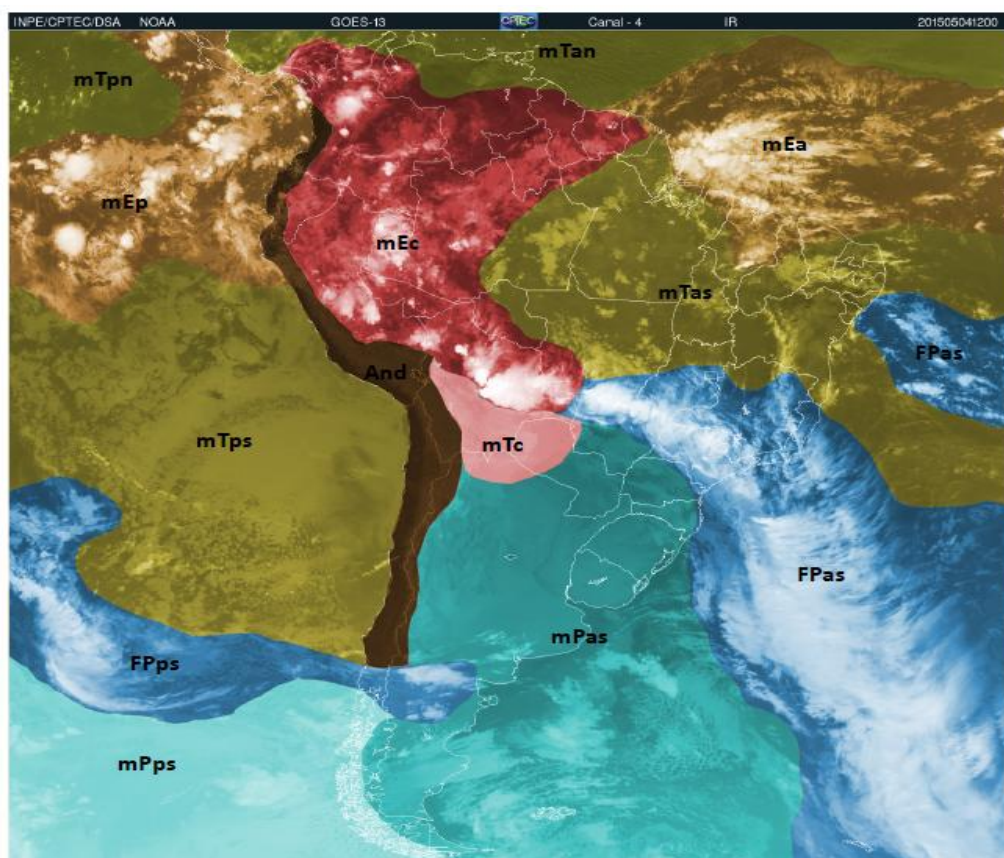 INPE/CPTEC/DSA NOAA GOES-13 CPTEC Canal - 4 IR 201505041200
mTan
mTpn
mEa
mEp
mEc
mTas
FPas
And
mTps
mTc
FPas
mPas
FPps
mPps